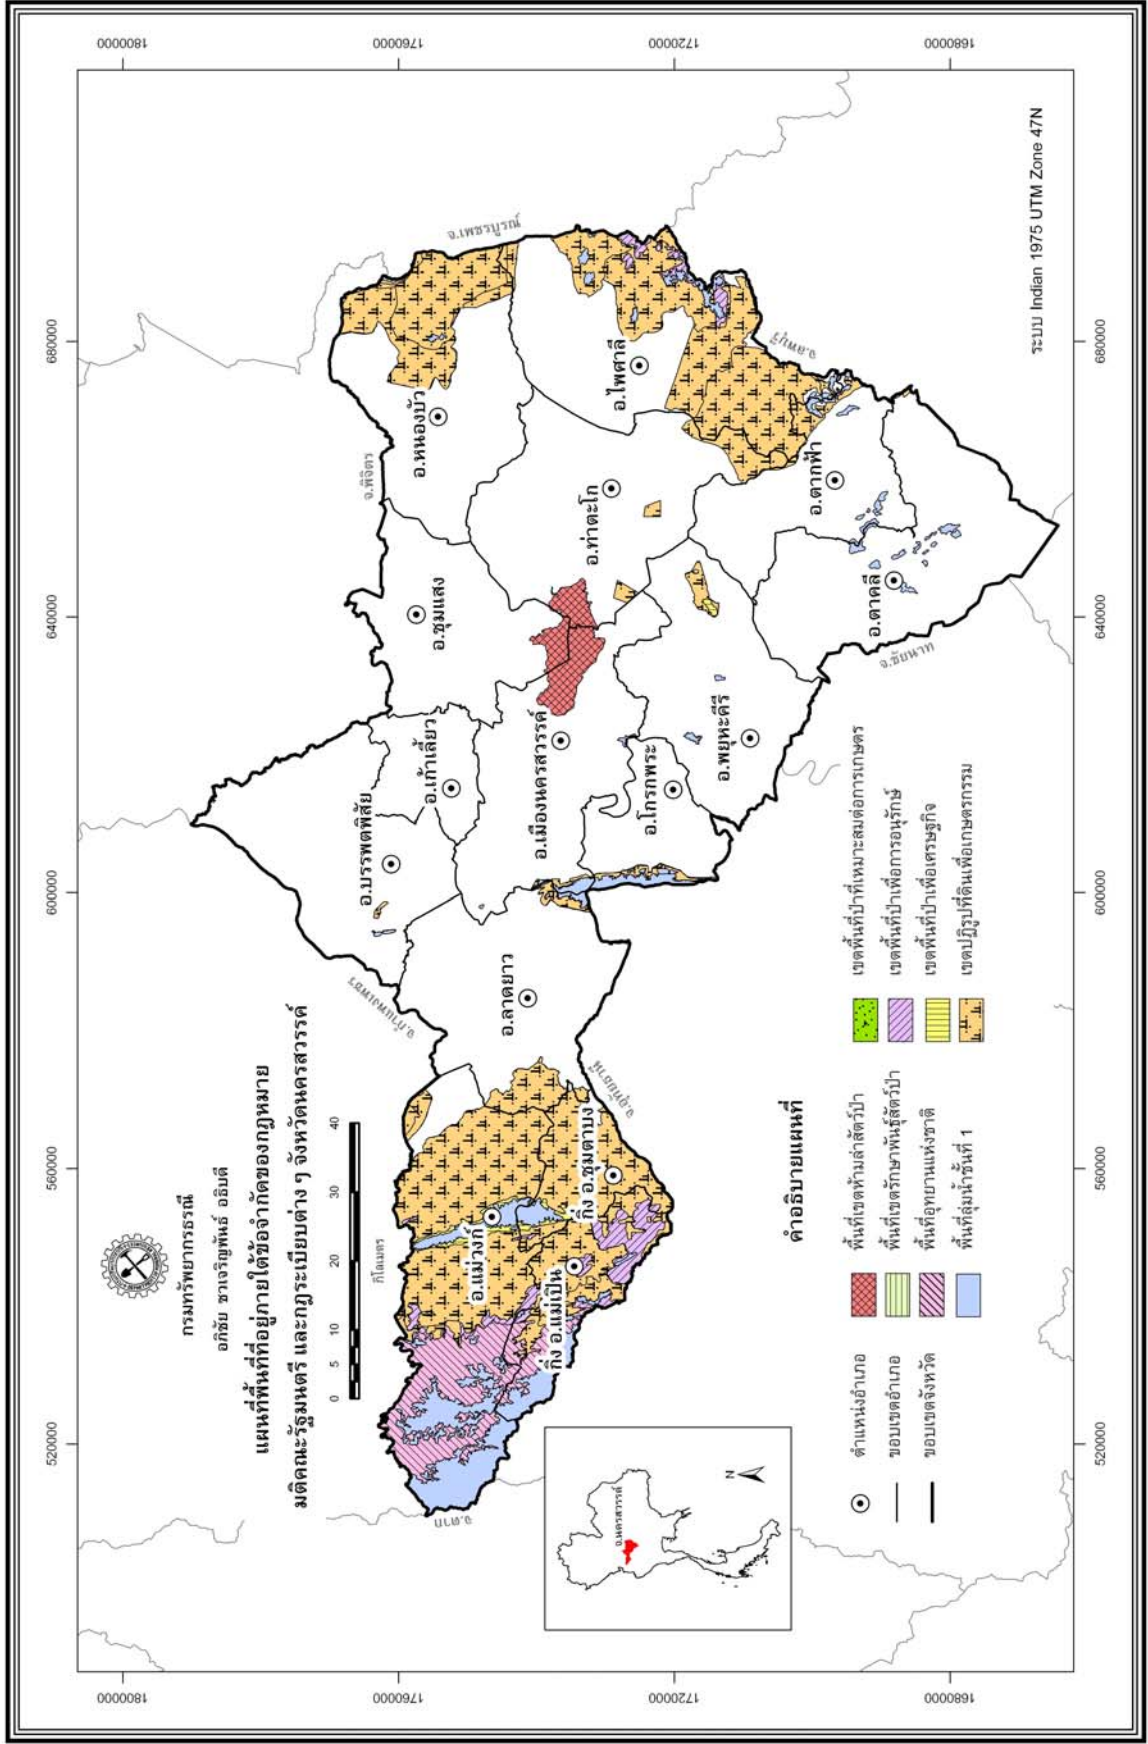 กรมทรัพยากรธรณี
อภิชัย ชวเจริญพันธ์ อธิบดี
แผนที่พื้นที่ที่อยู่ภายใต้ข้อจำกัดของกฎหมาย
มติคณะรัฐมนตรี และกฎระเบียบต่าง ๆ จังหวัดนครสวรรค์
0 5 10 20 30 40
กิโลเมตร
520000 560000 600000 640000 680000
1800000 1760000 1720000 1680000
จ.ตาก
จ.กำแพงเพชร
จ.พิจิตร
จ.เพชรบูรณ์
จ.ลพบุรี
จ.ชัยนาท
จ.อุทัยธานี
อ.บรรพตพิสัย
อ.เก้าเลี้ยว
อ.ชุมแสง
อ.หนองบัว
อ.ลาดยาว
อ.เมืองนครสวรรค์
อ.ท่าตะโก
อ.ไพศาลี
อ.แม่วงก์
กิ่ง อ.แม่เปิน
กิ่ง อ.ชุมตาบง
อ.โกรกพระ
อ.พยุหะคีรี
อ.ตากฟ้า
อ.ตาคลี
จ.นครสวรรค์
N
คำอธิบายแผนที่
ตำแหน่งอำเภอ
ขอบเขตอำเภอ
ขอบเขตจังหวัด
พื้นที่เขตห้ามล่าสัตว์ป่า
พื้นที่เขตรักษาพันธุ์สัตว์ป่า
พื้นที่อุทยานแห่งชาติ
พื้นที่ลุ่มน้ำชั้นที่ 1
เขตพื้นที่ป่าที่เหมาะสมต่อการเกษตร
เขตพื้นที่ป่าเพื่อการอนุรักษ์
เขตพื้นที่ป่าเพื่อเศรษฐกิจ
เขตปฏิรูปที่ดินเพื่อเกษตรกรรม
ระบบ Indian 1975 UTM Zone 47N
520000 560000 600000 640000 680000
1800000 1760000 1720000 1680000